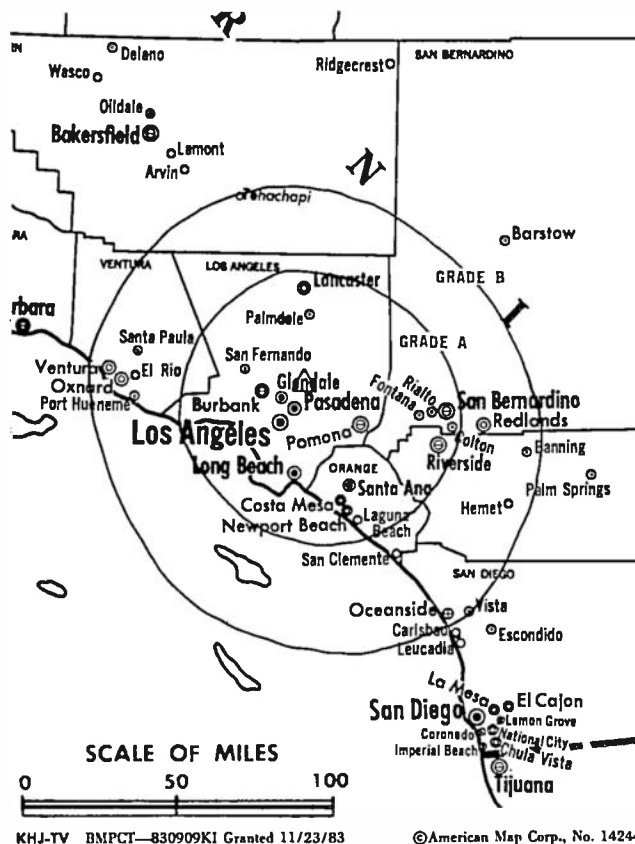 R
Delano
SAN BERNARDINO
RN
Wasco
Ridgecrest
Oildale
Bakersfield
Lamont
Arvin
N
Tehachapi
Barstow
RA
VENTURA
LOS ANGELES
GRADE B
Lancaster
I
rbara
Palmdale
GRADE A
Santa Paula
San Fernando
Ventura
El Rio
Oxnard
Glendale
Rialto
Port Hueneme
Burbank
Pasadena
Fontana
San Bernardino
Redlands
Los Angeles
Pomona
Colton
Riverside
Banning
Long Beach
ORANGE
Santa Ana
Palm Springs
Costa Mesa
Hemet
Newport Beach
Laguna
Beach
San Clemente
SAN DIEGO
Oceanside
Vista
Carlsbad
Escondido
Leucadia
La Mesa
El Cajon
San Diego
Lemon Grove
Coronado
National City
Imperial Beach
Chula Vista
Tijuana
SCALE OF MILES
0 50 100
KHJ-TV BMPCT—830909KI Granted 11/23/83 ©American Map Corp., No. 14244